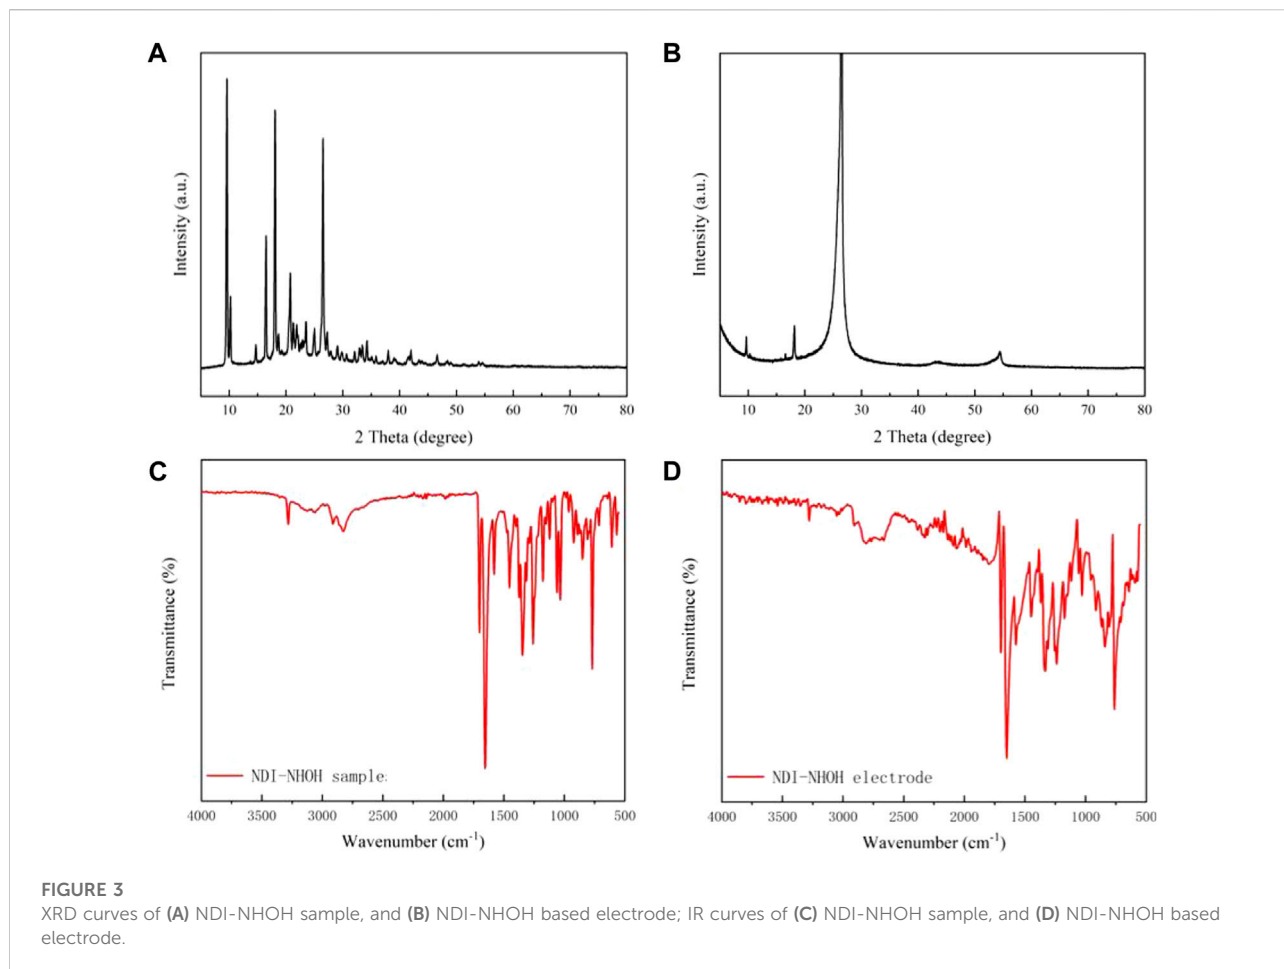 A
Intensity (a.u.)
10 20 30 40 50 60 70 80
2 Theta (degree)
B
Intensity (a.u.)
10 20 30 40 50 60 70 80
2 Theta (degree)
C
Transmittance (%)
NDI-NHOH sample
4000 3500 3000 2500 2000 1500 1000 500
Wavenumber (cm-1)
D
Transmittance (%)
NDI-NHOH electrode
4000 3500 3000 2500 2000 1500 1000 500
Wavenumber (cm-1)
FIGURE 3
XRD curves of (A) NDI-NHOH sample, and (B) NDI-NHOH based electrode; IR curves of (C) NDI-NHOH sample, and (D) NDI-NHOH based
electrode.